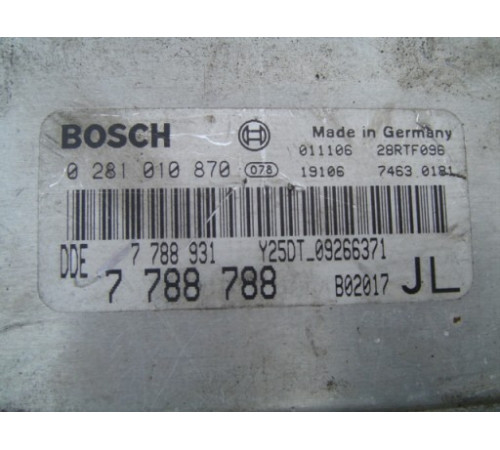 BOSCH Made in Germany
011106 28RTF096
0 281 010 870 078 19106 7463 0181
DDE 7 788 931 Y25DT_09266371
7 788 788 B02017 JL